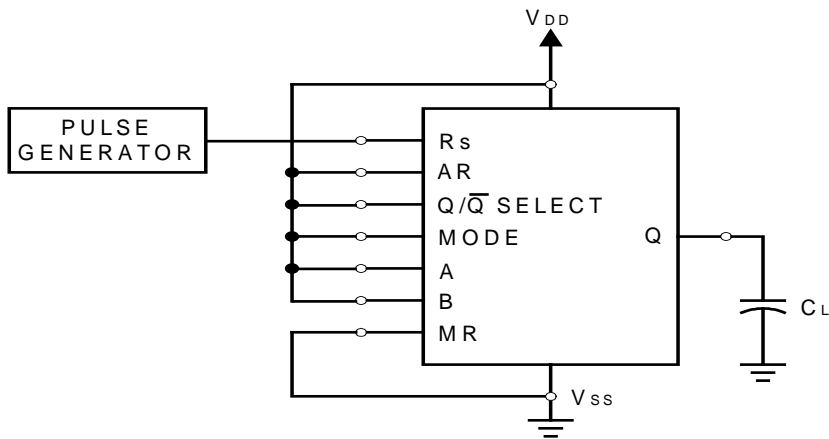 VDD
PULSE
GENERATOR
Rs
AR
Q/Q̅ SELECT
MODE
A
B
MR
Q
CL
VSS